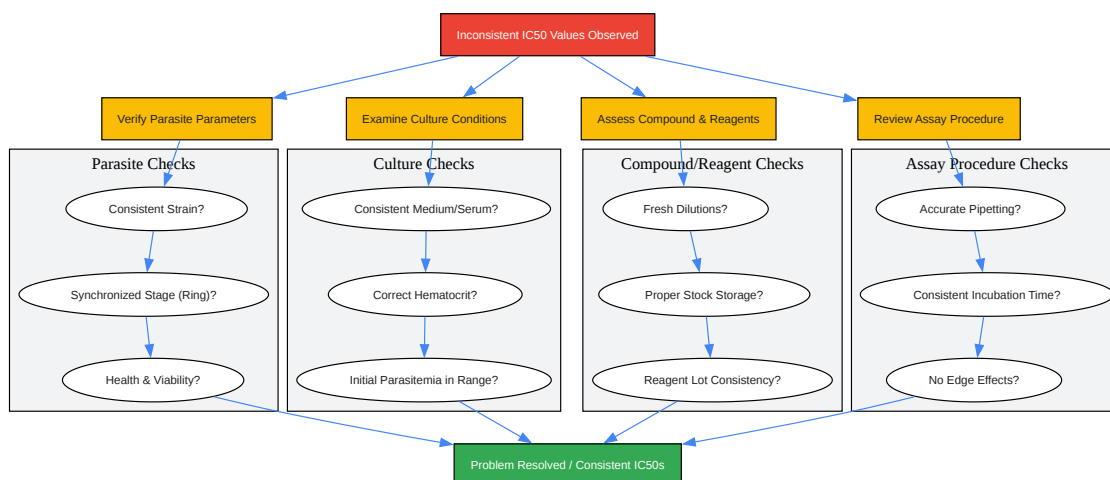 Inconsistent IC50 Values Observed
Verify Parasite Parameters
Examine Culture Conditions
Assess Compound & Reagents
Review Assay Procedure
Parasite Checks
Culture Checks
Compound/Reagent Checks
Assay Procedure Checks
Consistent Strain?
Consistent Medium/Serum?
Fresh Dilutions?
Accurate Pipetting?
Synchronized Stage (Ring)?
Correct Hematocrit?
Proper Stock Storage?
Consistent Incubation Time?
Health & Viability?
Initial Parasitemia in Range?
Reagent Lot Consistency?
No Edge Effects?
Problem Resolved / Consistent IC50s